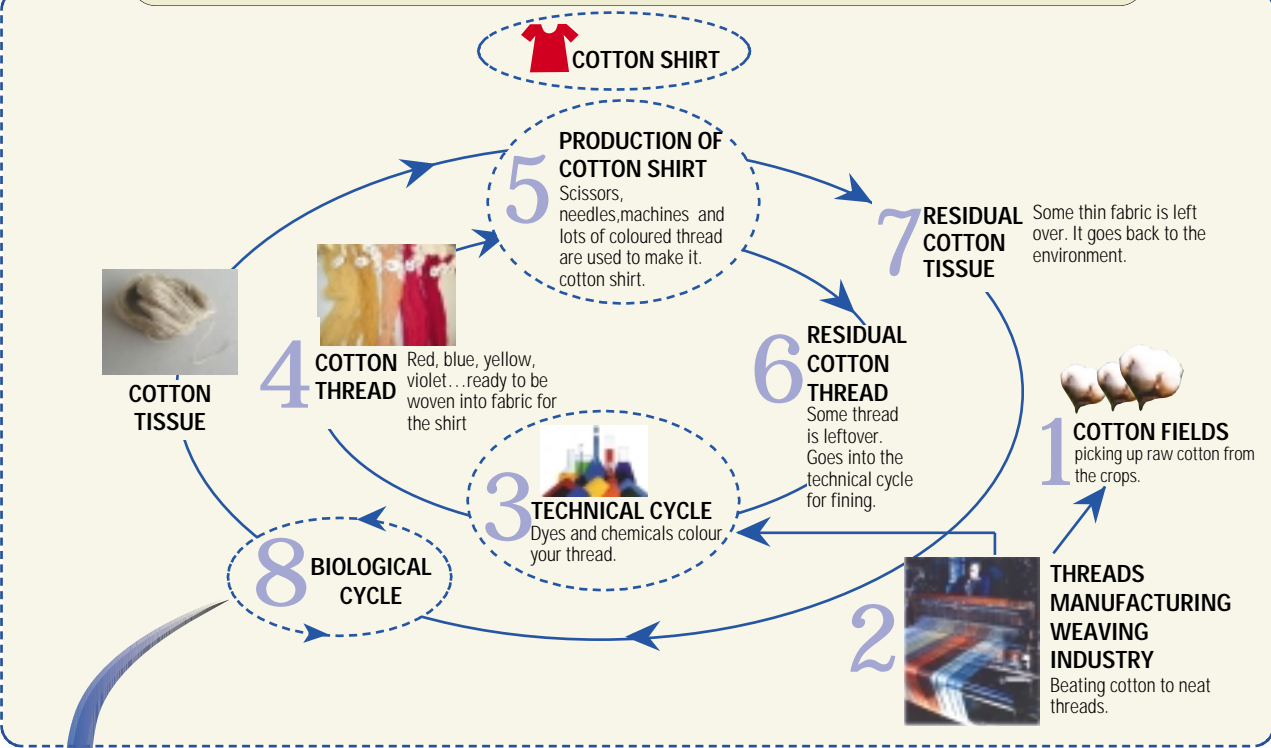 COTTON SHIRT
5
PRODUCTION OF
COTTON SHIRT
Scissors,
needles,machines and
lots of coloured thread
are used to make it.
cotton shirt.
7
RESIDUAL
COTTON
TISSUE
Some thin fabric is left
over. It goes back to the
environment.
COTTON
TISSUE
4
COTTON
THREAD
Red, blue, yellow,
violet…ready to be
woven into fabric for
the shirt
6
RESIDUAL
COTTON
THREAD
Some thread
is leftover.
Goes into the
technical cycle
for fining.
1
COTTON FIELDS
picking up raw cotton from
the crops.
3
TECHNICAL CYCLE
Dyes and chemicals colour
your thread.
8
BIOLOGICAL
CYCLE
2
THREADS
MANUFACTURING
WEAVING
INDUSTRY
Beating cotton to neat
threads.